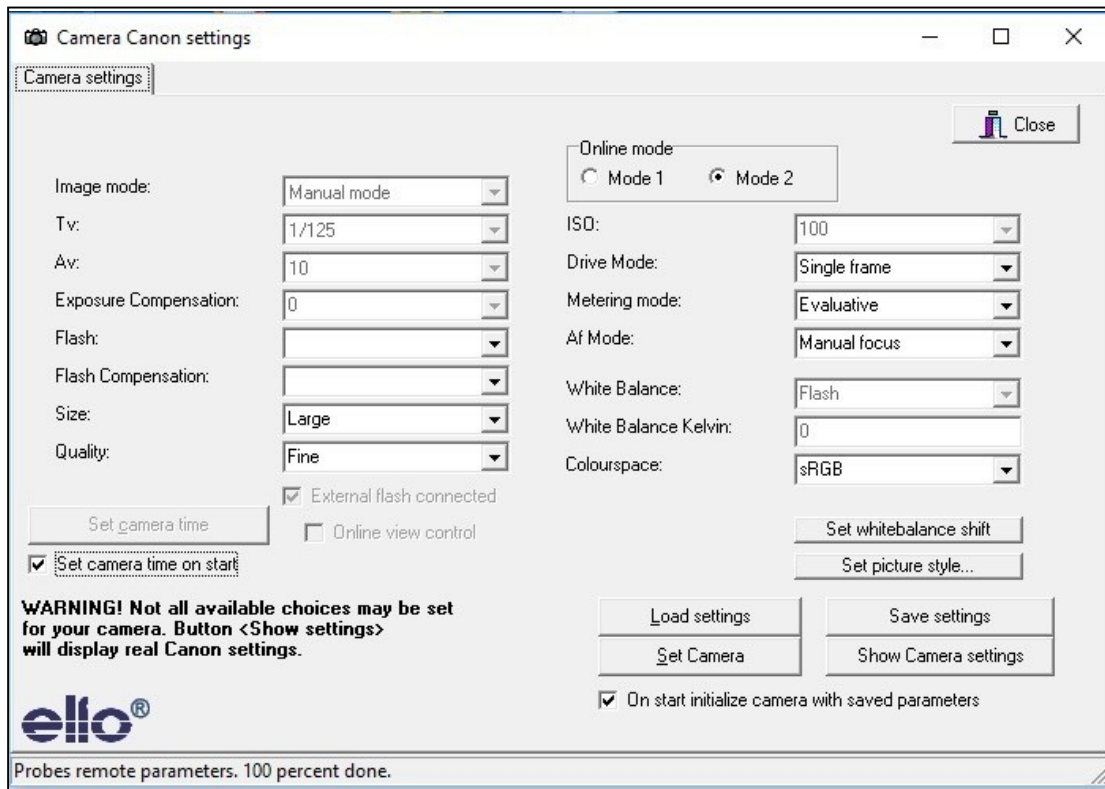 Camera Canon settings
Camera settings
Close
Online mode
Mode 1 Mode 2
Image mode: Manual mode
Tv: 1/125
Av: 10
Exposure Compensation: 0
Flash:
Flash Compensation:
Size: Large
Quality: Fine
External flash connected
Set camera time
Online view control
Set camera time on start
WARNING! Not all available choices may be set
for your camera. Button <Show settings>
will display real Canon settings.
ISO: 100
Drive Mode: Single frame
Metering mode: Evaluative
Af Mode: Manual focus
White Balance: Flash
White Balance Kelvin: 0
Colourspace: sRGB
Set whitebalance shift
Set picture style...
Load settings Save settings
Set Camera Show Camera settings
On start initialize camera with saved parameters
elfo®
Probes remote parameters. 100 percent done.